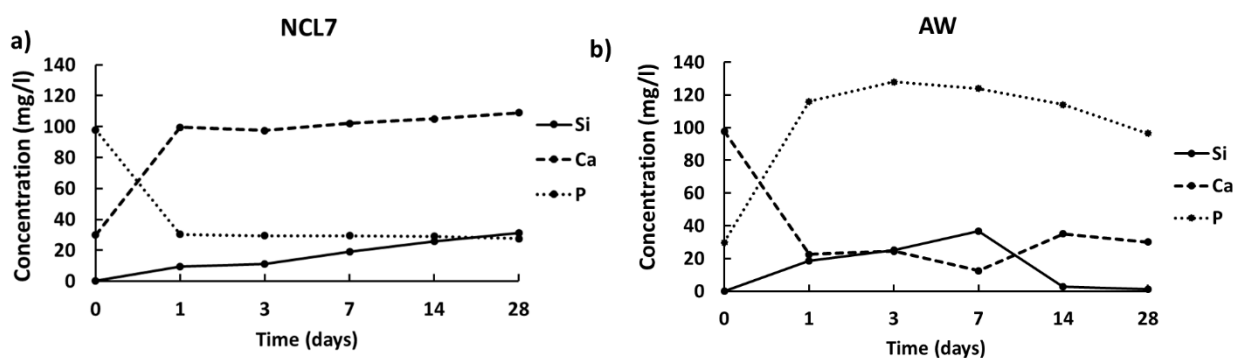 a)
NCL7
Concentration (mg/l)
140
120
100
80
60
40
20
0
0 1 3 7 14 28
Time (days)
Si
Ca
P
b)
AW
Concentration (mg/l)
140
120
100
80
60
40
20
0
0 1 3 7 14 28
Time (days)
Si
Ca
P